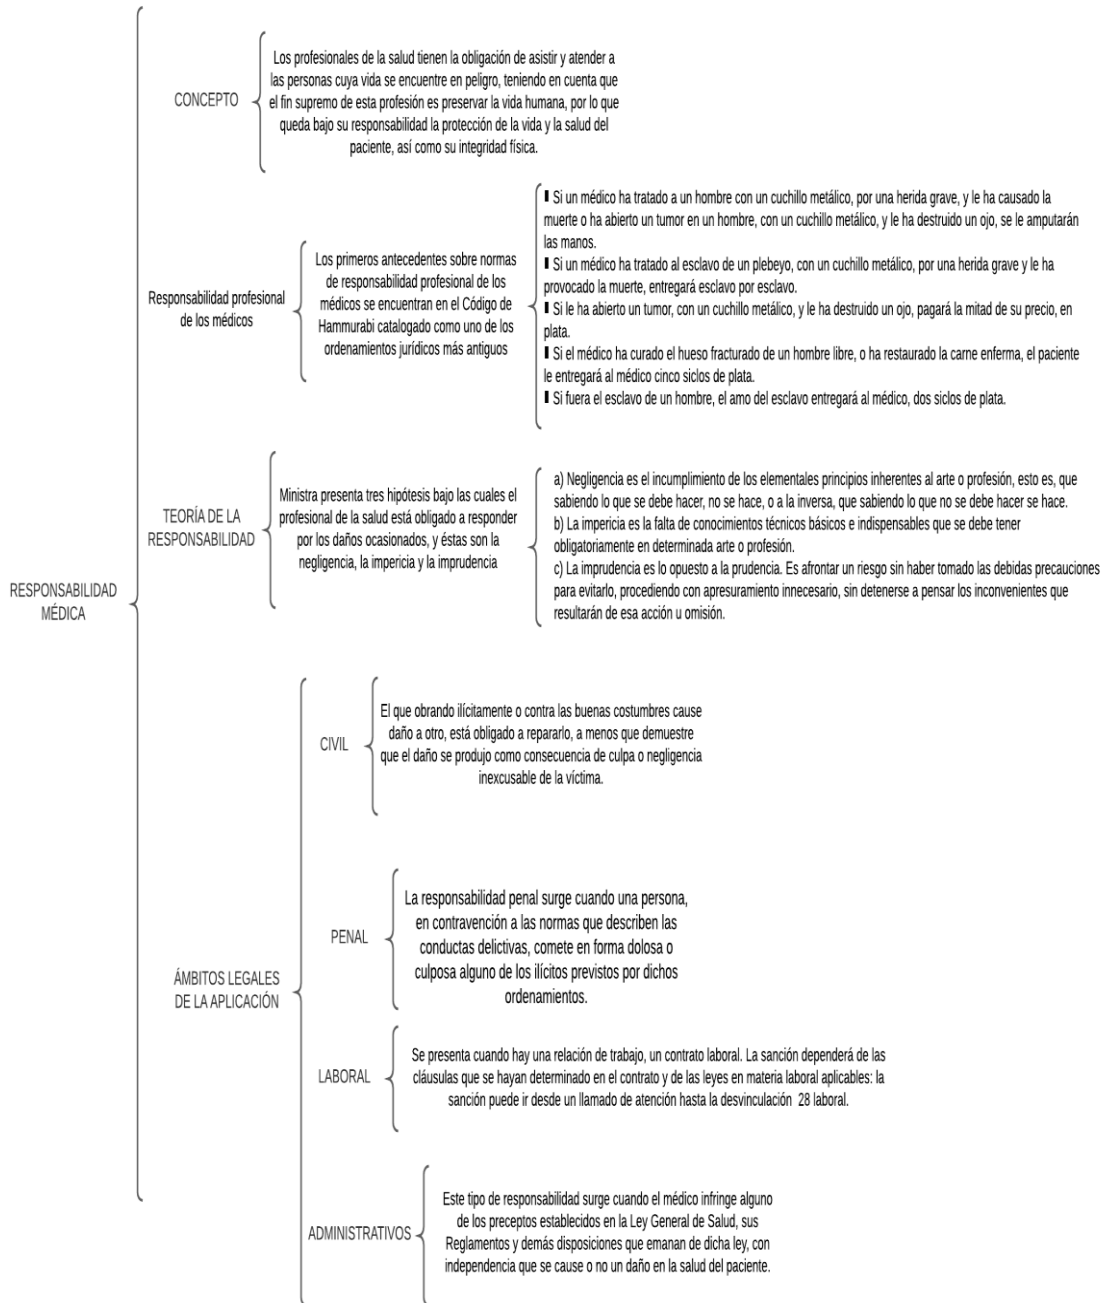 RESPONSABILIDAD
MÉDICA
CONCEPTO
Los profesionales de la salud tienen la obligación de asistir y atender a
las personas cuya vida se encuentre en peligro, teniendo en cuenta que
el fin supremo de esta profesión es preservar la vida humana, por lo que
queda bajo su responsabilidad la protección de la vida y la salud del
paciente, así como su integridad física.
Responsabilidad profesional
de los médicos
Los primeros antecedentes sobre normas
de responsabilidad profesional de los
médicos se encuentran en el Código de
Hammurabi catalogado como uno de los
ordenamientos jurídicos más antiguos
▮ Si un médico ha tratado a un hombre con un cuchillo metálico, por una herida grave, y le ha causado la
muerte o ha abierto un tumor en un hombre, con un cuchillo metálico, y le ha destruido un ojo, se le amputarán
las manos.
▮ Si un médico ha tratado al esclavo de un plebeyo, con un cuchillo metálico, por una herida grave y le ha
provocado la muerte, entregará esclavo por esclavo.
▮ Si le ha abierto un tumor, con un cuchillo metálico, y le ha destruido un ojo, pagará la mitad de su precio, en
plata.
▮ Si el médico ha curado el hueso fracturado de un hombre libre, o ha restaurado la carne enferma, el paciente
le entregará al médico cinco siclos de plata.
▮ Si fuera el esclavo de un hombre, el amo del esclavo entregará al médico, dos siclos de plata.
TEORÍA DE LA
RESPONSABILIDAD
Ministra presenta tres hipótesis bajo las cuales el
profesional de la salud está obligado a responder
por los daños ocasionados, y éstas son la
negligencia, la impericia y la imprudencia
a) Negligencia es el incumplimiento de los elementales principios inherentes al arte o profesión, esto es, que
sabiendo lo que se debe hacer, no se hace, o a la inversa, que sabiendo lo que no se debe hacer se hace.
b) La impericia es la falta de conocimientos técnicos básicos e indispensables que se debe tener
obligatoriamente en determinada arte o profesión.
c) La imprudencia es lo opuesto a la prudencia. Es afrontar un riesgo sin haber tomado las debidas precauciones
para evitarlo, procediendo con apresuramiento innecesario, sin detenerse a pensar los inconvenientes que
resultarán de esa acción u omisión.
ÁMBITOS LEGALES
DE LA APLICACIÓN
CIVIL
El que obrando ilícitamente o contra las buenas costumbres cause
daño a otro, está obligado a repararlo, a menos que demuestre
que el daño se produjo como consecuencia de culpa o negligencia
inexcusable de la víctima.
PENAL
La responsabilidad penal surge cuando una persona,
en contravención a las normas que describen las
conductas delictivas, comete en forma dolosa o
culposa alguno de los ilícitos previstos por dichos
ordenamientos.
LABORAL
Se presenta cuando hay una relación de trabajo, un contrato laboral. La sanción dependerá de las
cláusulas que se hayan determinado en el contrato y de las leyes en materia laboral aplicables: la
sanción puede ir desde un llamado de atención hasta la desvinculación 28 laboral.
ADMINISTRATIVOS
Este tipo de responsabilidad surge cuando el médico infringe alguno
de los preceptos establecidos en la Ley General de Salud, sus
Reglamentos y demás disposiciones que emanan de dicha ley, con
independencia que se cause o no un daño en la salud del paciente.